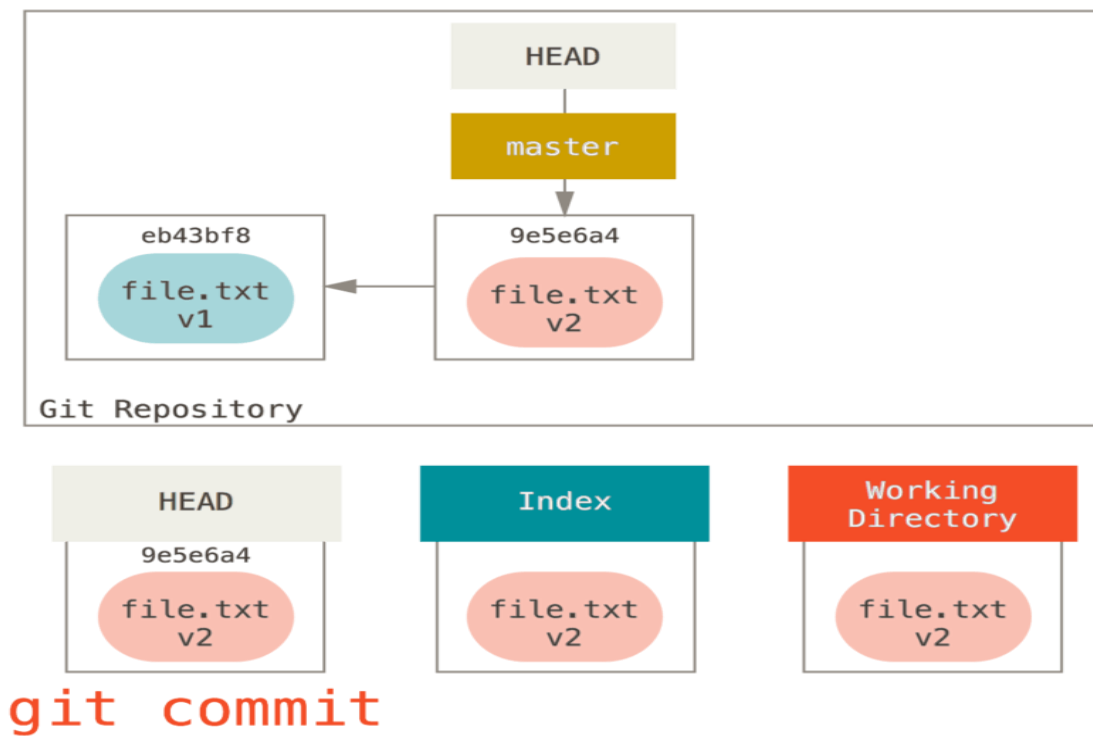 HEAD
master
eb43bf8
file.txt
v1
9e5e6a4
file.txt
v2
Git Repository
HEAD
9e5e6a4
file.txt
v2
Index
file.txt
v2
Working
Directory
file.txt
v2
git commit